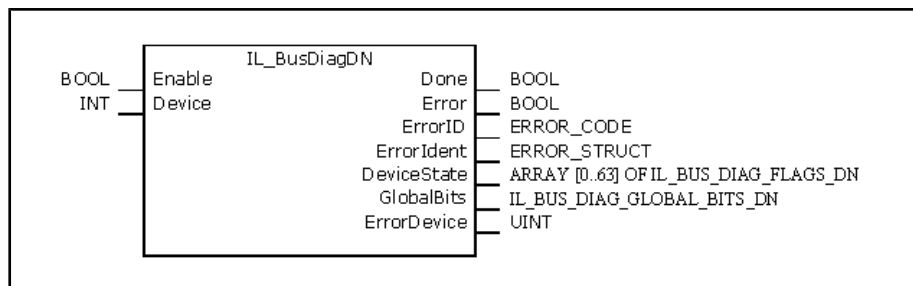 IL_BusDiagDN
BOOL Enable Done BOOL
INT Device Error BOOL
ErrorID ERROR_CODE
ErrorIdent ERROR_STRUCT
DeviceState ARRAY [0..63] OF IL_BUS_DIAG_FLAGS_DN
GlobalBits IL_BUS_DIAG_GLOBAL_BITS_DN
ErrorDevice UINT